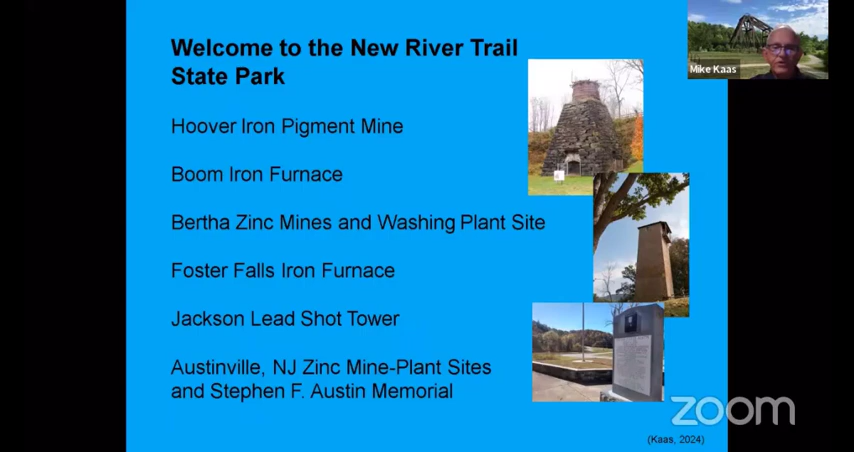 Welcome to the New River Trail
State Park
Mike Kaas
Hoover Iron Pigment Mine
Boom Iron Furnace
Bertha Zinc Mines and Washing Plant Site
Foster Falls Iron Furnace
Jackson Lead Shot Tower
Austinville, NJ Zinc Mine-Plant Sites
and Stephen F. Austin Memorial
zoom
(Kaas, 2024)